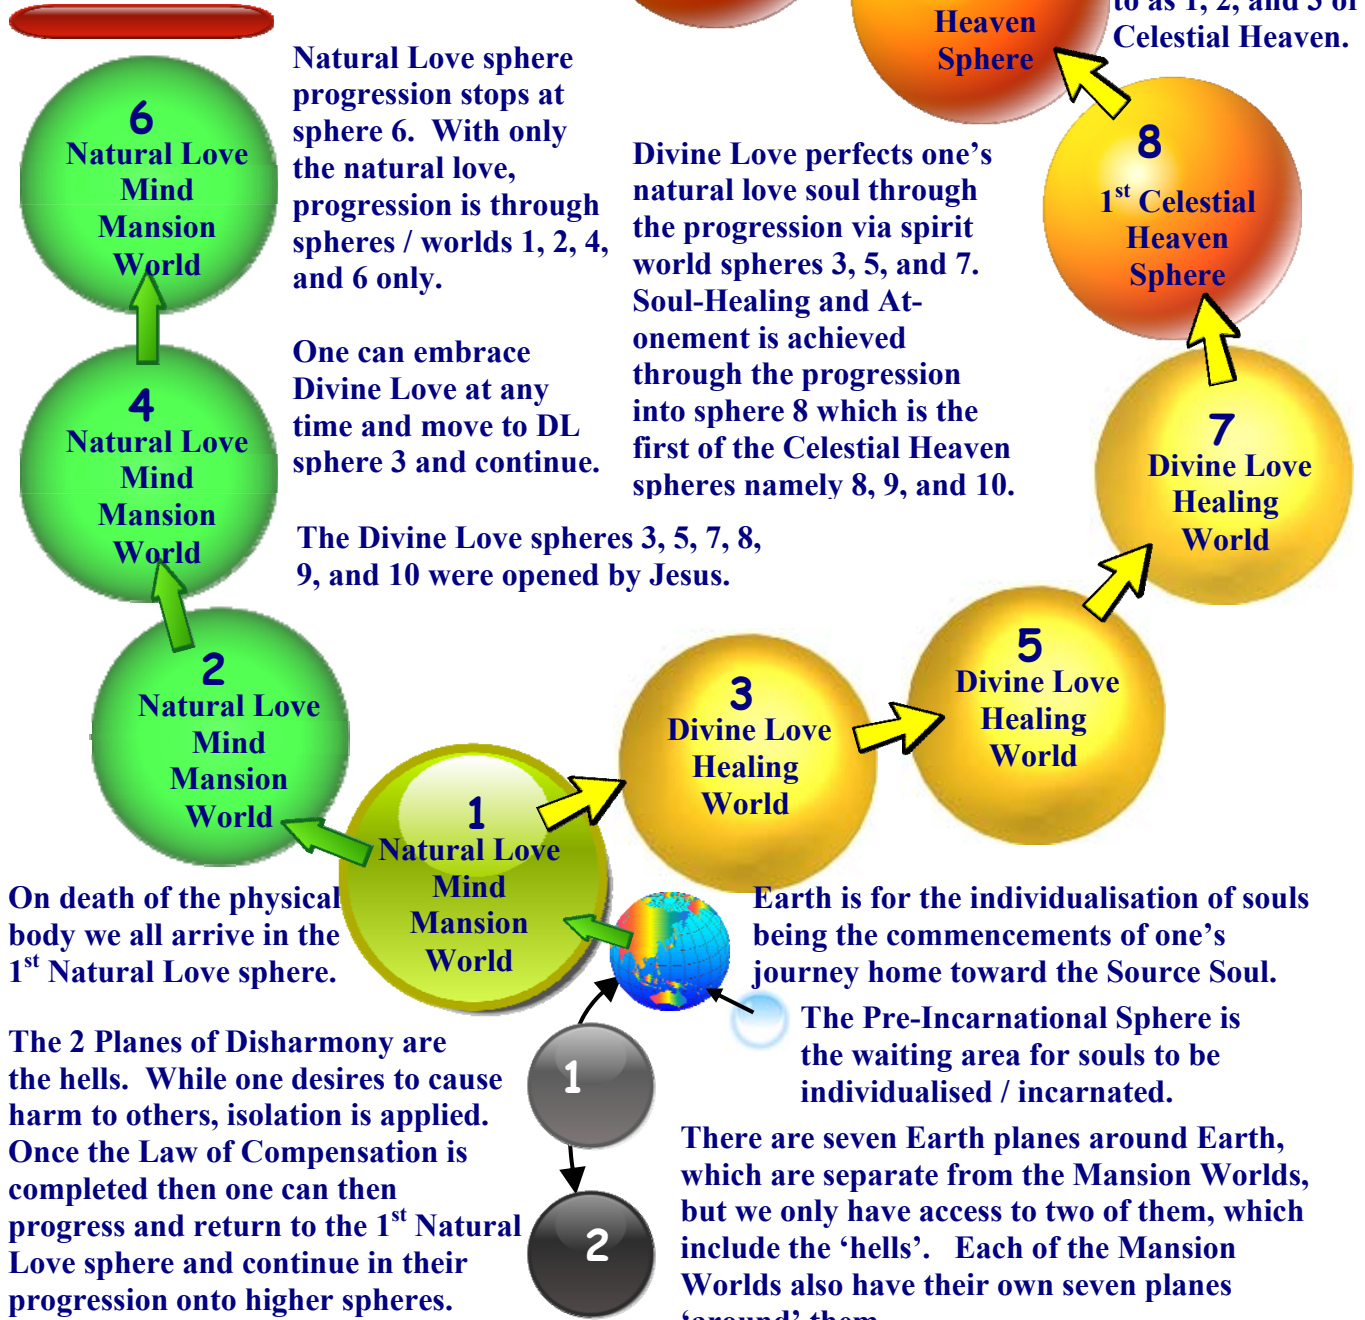 to as 1, 2, and 3 of
Celestial Heaven.
Heaven
Sphere
6
Natural Love
Mind
Mansion
World
Natural Love sphere
progression stops at
sphere 6. With only
the natural love,
progression is through
spheres / worlds 1, 2, 4,
and 6 only.
One can embrace
Divine Love at any
time and move to DL
sphere 3 and continue.
Divine Love perfects one's
natural love soul through
the progression via spirit
world spheres 3, 5, and 7.
Soul-Healing and At-
onement is achieved
through the progression
into sphere 8 which is the
first of the Celestial Heaven
spheres namely 8, 9, and 10.
8
1st Celestial
Heaven
Sphere
4
Natural Love
Mind
Mansion
World
7
Divine Love
Healing
World
The Divine Love spheres 3, 5, 7, 8,
9, and 10 were opened by Jesus.
2
Natural Love
Mind
Mansion
World
3
Divine Love
Healing
World
5
Divine Love
Healing
World
1
Natural Love
Mind
Mansion
World
On death of the physical
body we all arrive in the
1st Natural Love sphere.
Earth is for the individualisation of souls
being the commencements of one's
journey home toward the Source Soul.
The Pre-Incarnational Sphere is
the waiting area for souls to be
individualised / incarnated.
The 2 Planes of Disharmony are
the hells. While one desires to cause
harm to others, isolation is applied.
Once the Law of Compensation is
completed then one can then
progress and return to the 1st Natural
Love sphere and continue in their
progression onto higher spheres.
1
2
There are seven Earth planes around Earth,
which are separate from the Mansion Worlds,
but we only have access to two of them, which
include the 'hells'. Each of the Mansion
Worlds also have their own seven planes
'around' them